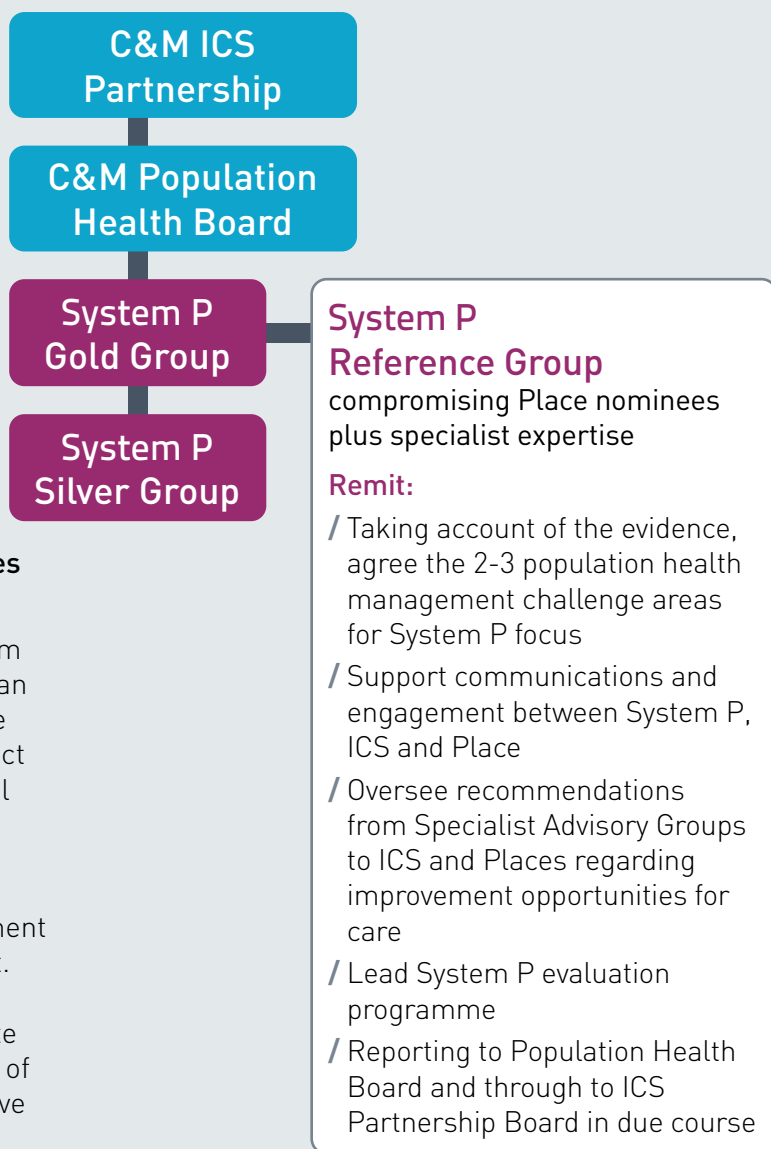 C&M ICS
Partnership
C&M Population
Health Board
System P
Gold Group
System P
Silver Group
System P
Reference Group
compromising Place nominees
plus specialist expertise
Remit:
/ Taking account of the evidence,
agree the 2-3 population health
management challenge areas
for System P focus
/ Support communications and
engagement between System P,
ICS and Place
/ Oversee recommendations
from Specialist Advisory Groups
to ICS and Places regarding
improvement opportunities for
care
/ Lead System P evaluation
programme
/ Reporting to Population Health
Board and through to ICS
Partnership Board in due course